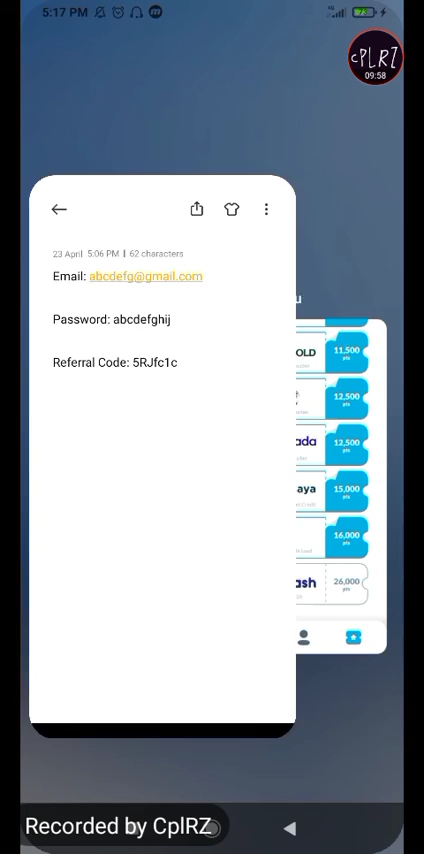 5:17 PM
4G
73
CPLRZ
09:58
23 April 5:06 PM | 62 characters
Email: abcdefg@gmail.com
Password: abcdefghij
Referral Code: 5RJfc1c
u
OLD
11,500
pts
12,500
pts
ada
12,500
pts
aya
15,000
pts
16,000
pts
ash
26,000
pts
Recorded by CplRZ